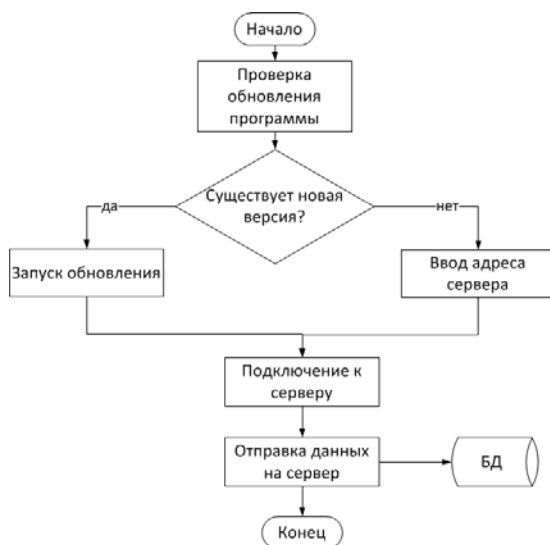 Начало
Проверка
обновления
программы
Существует новая
версия?
да
нет
Запуск обновления
Ввод адреса
сервера
Подключение к
серверу
Отправка данных
на сервер
БД
Конец